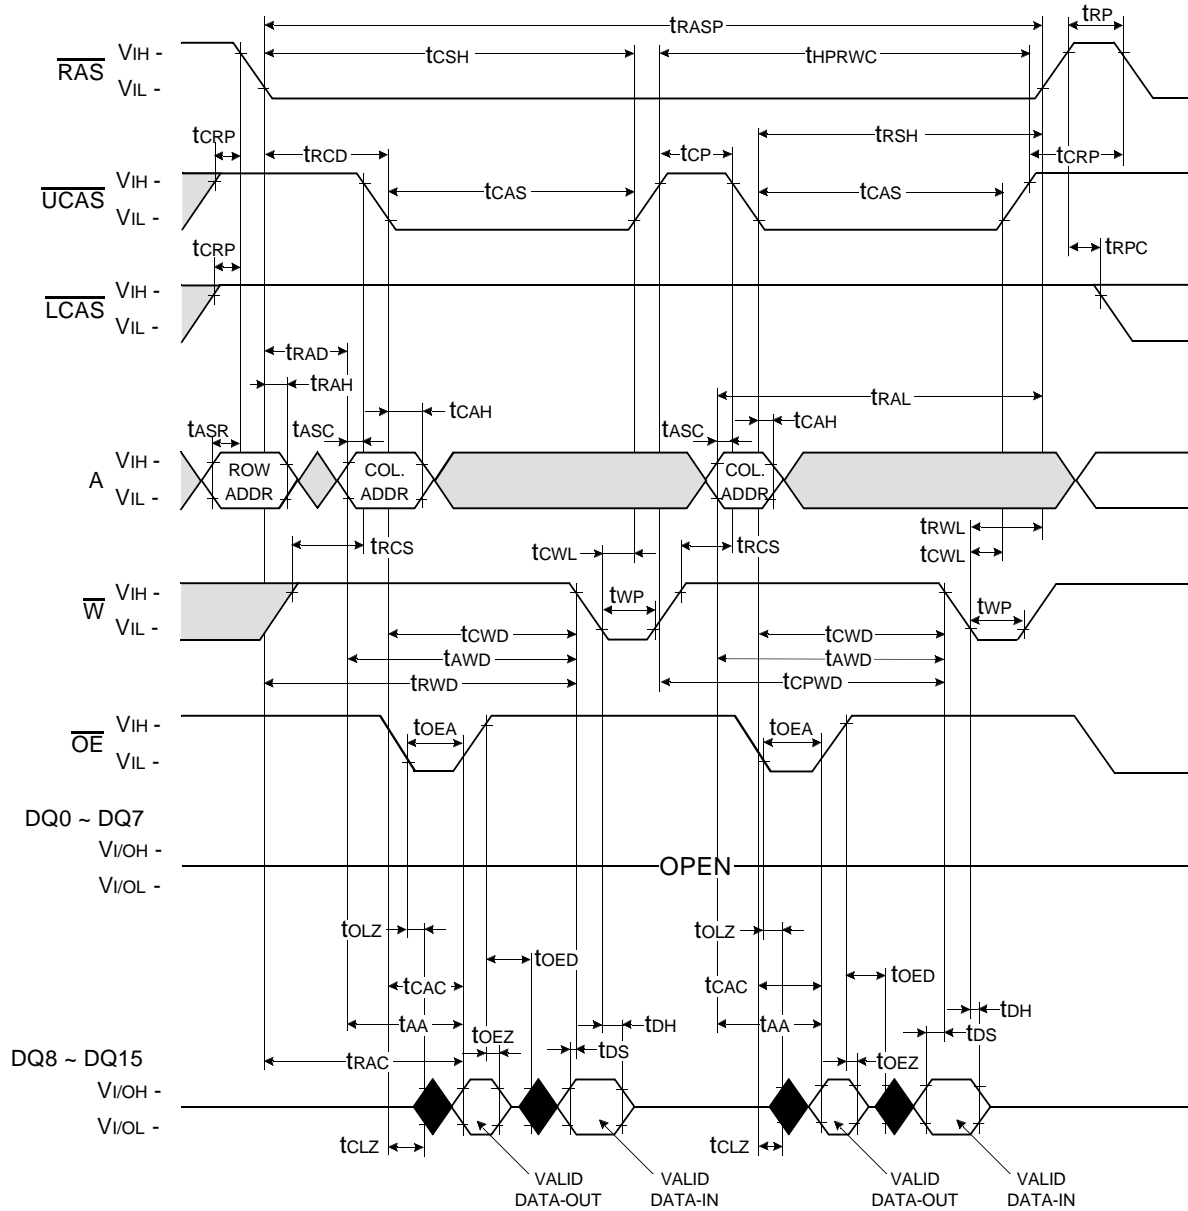 tRASP
tRP
tCSH
tHPRWC
RAS
VIH -
VIL -
tCRP
tRCD
tCP
tRSH
tCRP
UCAS
VIH -
VIL -
tCAS
tCAS
tCRP
tRPC
LCAS
VIH -
VIL -
tRAD
tRAH
tCAH
tRAL
tCAH
tASR
tASC
tASC
A
VIH -
VIL -
ROW
ADDR
COL.
ADDR
COL.
ADDR
tRCS
tCWL
tRCS
tRWL
tCWL
W
VIH -
VIL -
tWP
tWP
tCWD
tCWD
tAWD
tAWD
tRWD
tCPWD
OE
VIH -
VIL -
tOEA
tOEA
DQ0 ~ DQ7
VI/OH -
VI/OL -
OPEN
tOLZ
tOLZ
tOED
tOED
tCAC
tCAC
tAA
tOEZ
tDH
tDS
tAA
tOEZ
tDH
tDS
tRAC
DQ8 ~ DQ15
VI/OH -
VI/OL -
tCLZ
tCLZ
VALID
DATA-OUT
VALID
DATA-IN
VALID
DATA-OUT
VALID
DATA-IN